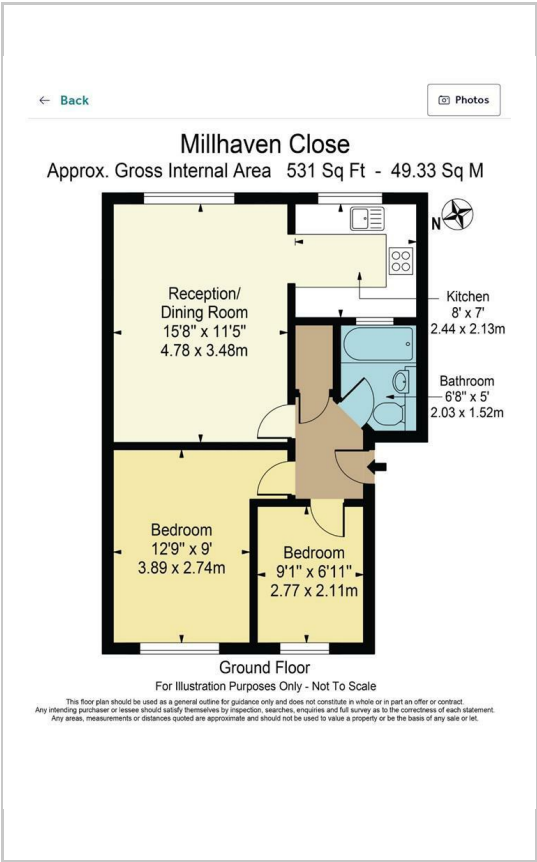 ← Back
Photos
Millhaven Close
Approx. Gross Internal Area 531 Sq Ft - 49.33 Sq M
N
Reception/
Dining Room
15'8" x 11'5"
4.78 x 3.48m
Kitchen
8' x 7'
2.44 x 2.13m
Bathroom
6'8" x 5'
2.03 x 1.52m
Bedroom
12'9" x 9'
3.89 x 2.74m
Bedroom
9'1" x 6'11"
2.77 x 2.11m
Ground Floor
For Illustration Purposes Only - Not To Scale
This floor plan should be used as a general outline for guidance only and does not constitute in whole or in part an offer or contract.
Any intending purchaser or lessee should satisfy themselves by inspection, searches, enquiries and full survey as to the correctness of each statement.
Any areas, measurements or distances quoted are approximate and should not be used to value a property or be the basis of any sale or let.